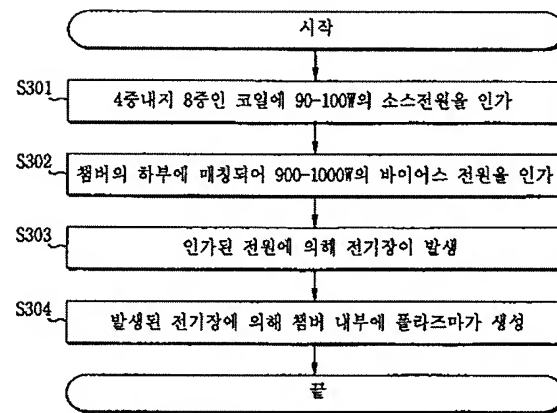 시작
S301
4중내지 8중인 코일에 90-100W의 소스전원을 인가
S302
챔버의 하부에 매칭되어 900-1000W의 바이어스 전원을 인가
S303
인가된 전원에 의해 전기장이 발생
S304
발생된 전기장에 의해 챔버 내부에 플라즈마가 생성
끝